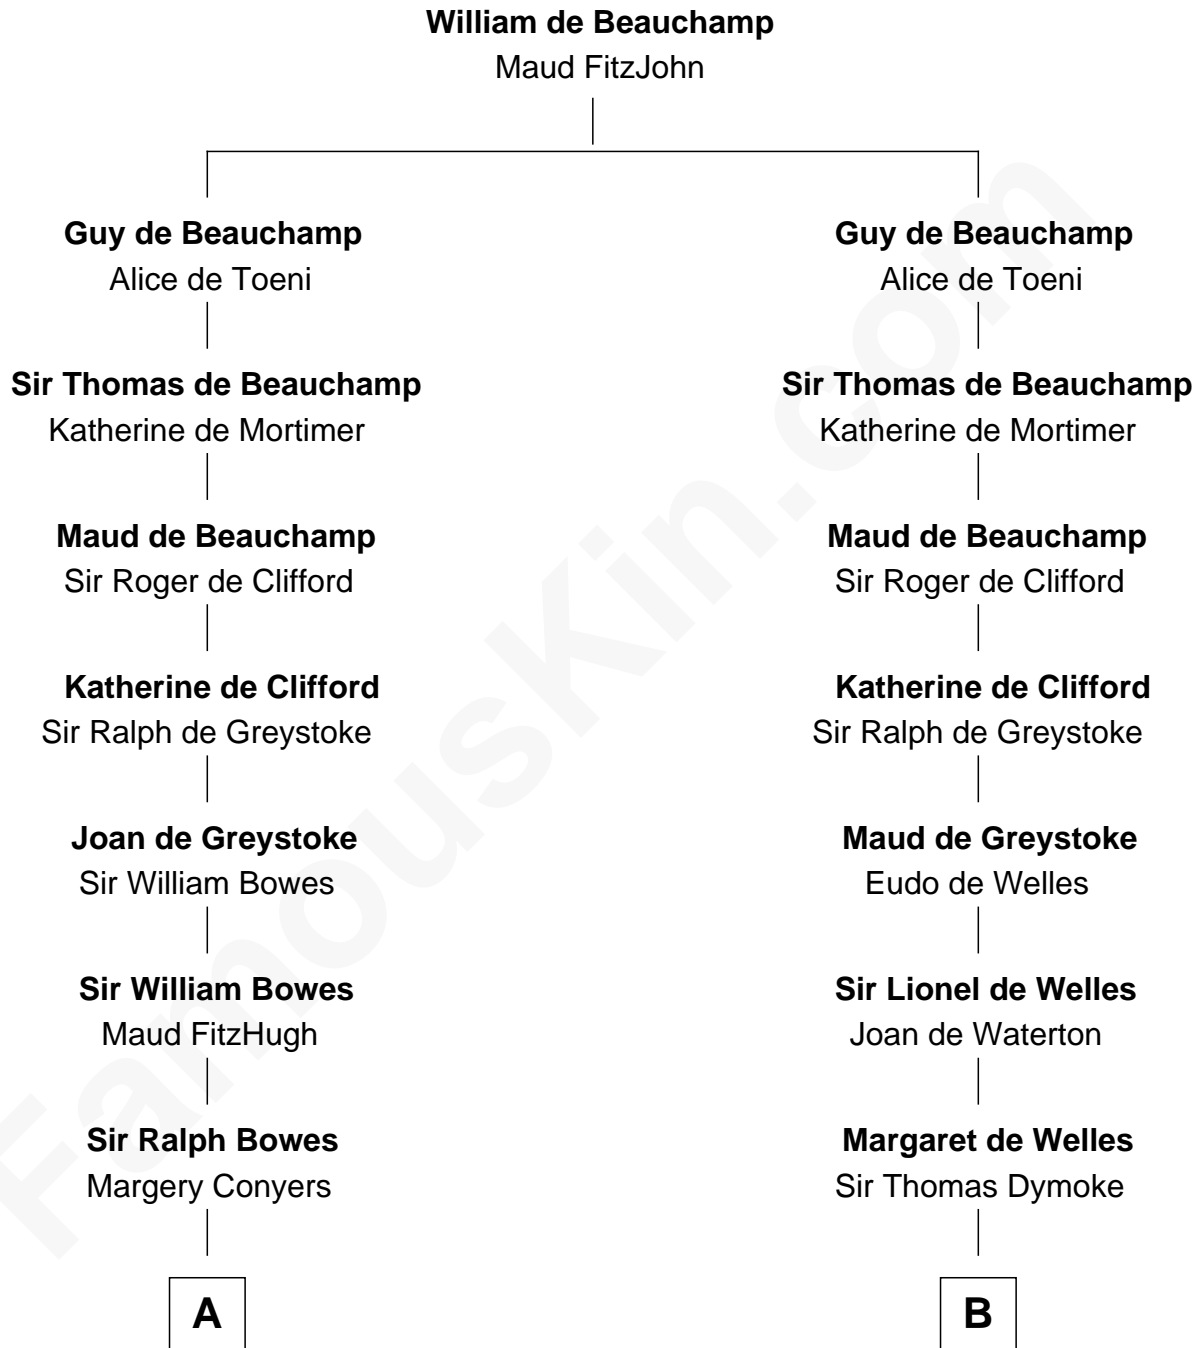 William de Beauchamp
Maud FitzJohn
Guy de Beauchamp
Alice de Toeni
Sir Thomas de Beauchamp
Katherine de Mortimer
Maud de Beauchamp
Sir Roger de Clifford
Katherine de Clifford
Sir Ralph de Greystoke
Joan de Greystoke
Sir William Bowes
Sir William Bowes
Maud FitzHugh
Sir Ralph Bowes
Margery Conyers
A
Guy de Beauchamp
Alice de Toeni
Sir Thomas de Beauchamp
Katherine de Mortimer
Maud de Beauchamp
Sir Roger de Clifford
Katherine de Clifford
Sir Ralph de Greystoke
Maud de Greystoke
Eudo de Welles
Sir Lionel de Welles
Joan de Waterton
Margaret de Welles
Sir Thomas Dymoke
B
FamousKin.com